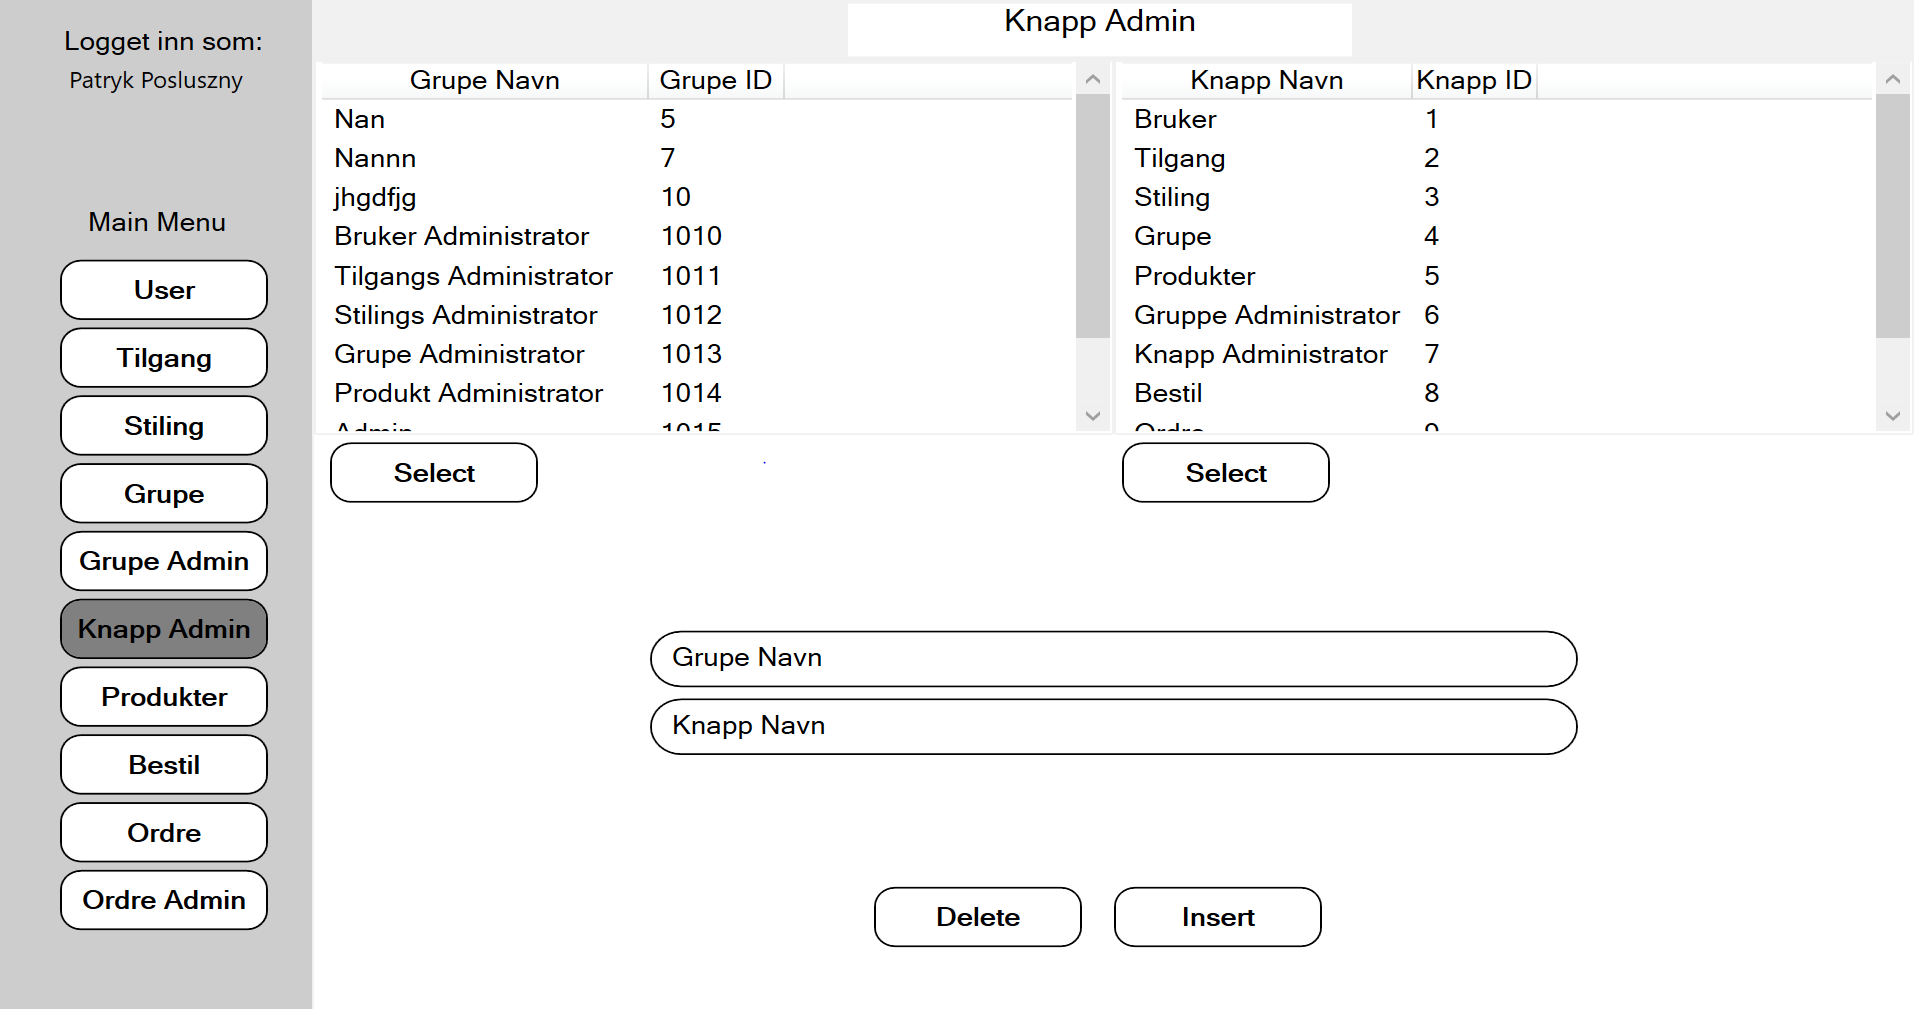 Logget inn som:
Patryk Posluszny
Main Menu
User
Tilgang
Stiling
Grupe
Grupe Admin
Knapp Admin
Produkter
Bestil
Ordre
Ordre Admin
Knapp Admin
Grupe Navn Grupe ID
Nan 5
Nannn 7
jhgdfjg 10
Bruker Administrator 1010
Tilgangs Administrator 1011
Stilings Administrator 1012
Grupe Administrator 1013
Produkt Administrator 1014
Admin 1015
Select
Knapp Navn Knapp ID
Bruker 1
Tilgang 2
Stiling 3
Grupe 4
Produkter 5
Gruppe Administrator 6
Knapp Administrator 7
Bestil 8
Ordre 9
Select
Grupe Navn
Knapp Navn
Delete Insert